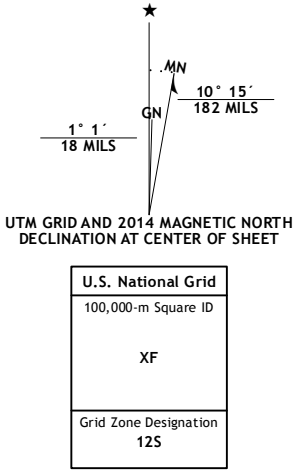 MN
10° 15´
182 MILS
GN
1° 1´
18 MILS
UTM GRID AND 2014 MAGNETIC NORTH
DECLINATION AT CENTER OF SHEET
U.S. National Grid
100,000-m Square ID
XF
Grid Zone Designation
12S